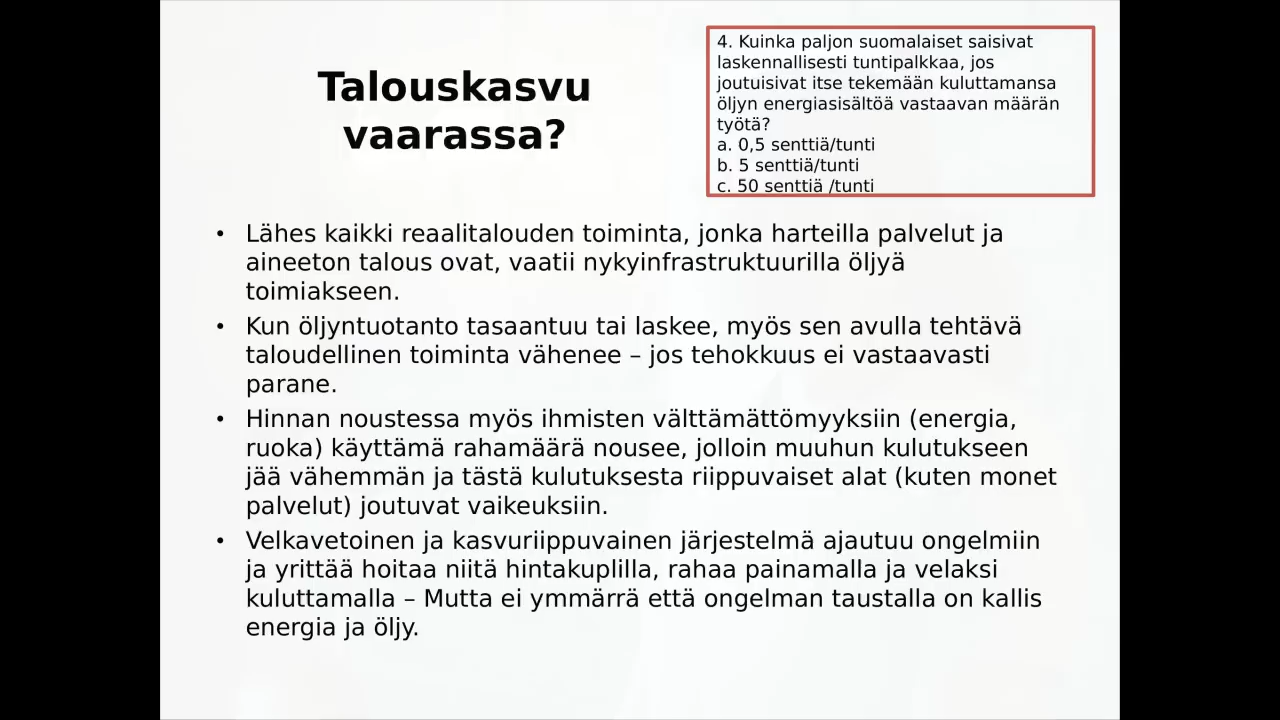 Talouskasvu
vaarassa?
4. Kuinka paljon suomalaiset saisivat
laskennallisesti tuntipalkkaa, jos
joutuisivat itse tekemään kuluttamansa
öljyn energiasisältöä vastaavan määrän
työtä?
a. 0,5 senttiä/tunti
b. 5 senttiä/tunti
c. 50 senttiä /tunti
• Lähes kaikki reaalitalouden toiminta, jonka harteilla palvelut ja
aineeton talous ovat, vaatii nykyinfrastruktuurilla öljyä
toimiakseen.
• Kun öljyntuotanto tasaantuu tai laskee, myös sen avulla tehtävä
taloudellinen toiminta vähenee – jos tehokkuus ei vastaavasti
parane.
• Hinnan noustessa myös ihmisten välttämättömyyksiin (energia,
ruoka) käyttämä rahamäärä nousee, jolloin muuhun kulutukseen
jää vähemmän ja tästä kulutuksesta riippuvaiset alat (kuten monet
palvelut) joutuvat vaikeuksiin.
• Velkavetoinen ja kasvuriippuvainen järjestelmä ajautuu ongelmiin
ja yrittää hoitaa niitä hintakuplilla, rahaa painamalla ja velaksi
kuluttamalla – Mutta ei ymmärrä että ongelman taustalla on kallis
energia ja öljy.